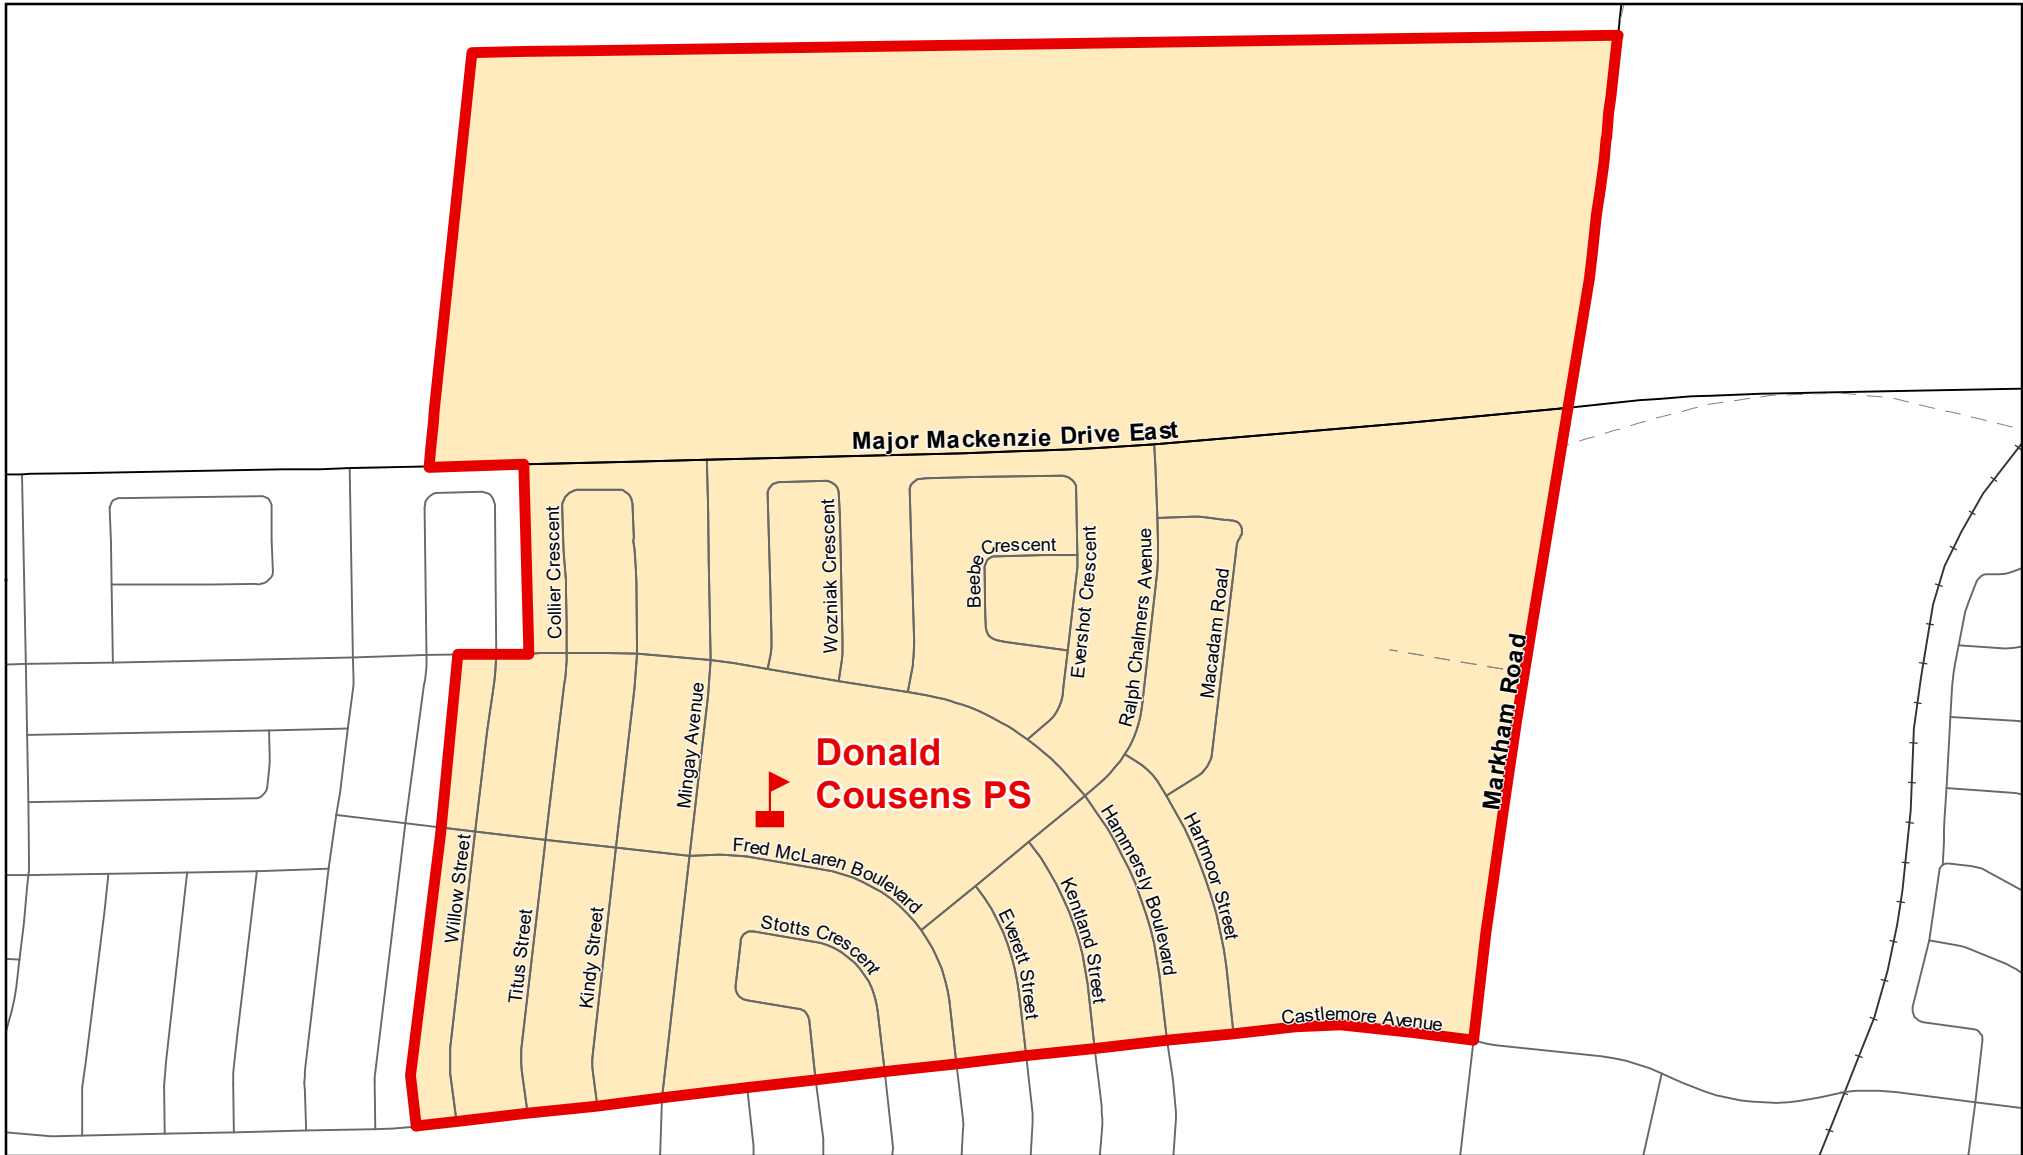 Major Mackenzie Drive East
Collier Crescent
Wozniak Crescent
Beebe Crescent
Evershot Crescent
Ralph Chalmers Avenue
Macadam Road
Markham Road
Mingay Avenue
Donald
Cousens PS
Fred McLaren Boulevard
Willow Street
Titus Street
Kindy Street
Stotts Crescent
Everett Street
Kentland Street
Hammersly Boulevard
Hartmoor Street
Castlemore Avenue